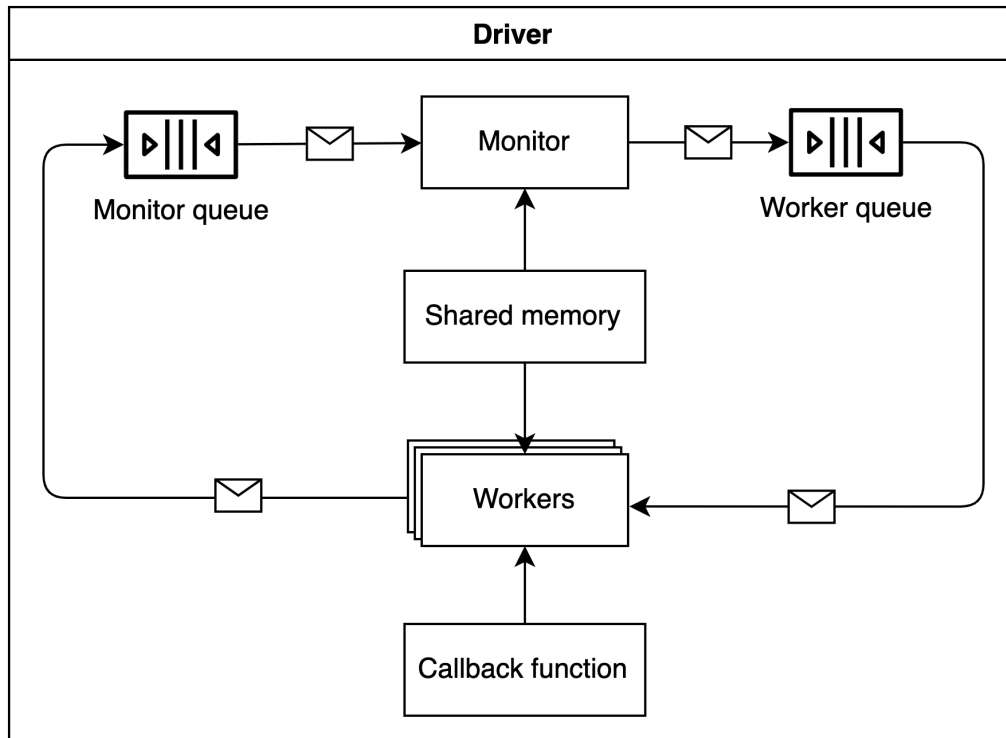 Driver
Monitor
Monitor queue
Worker queue
Shared memory
Workers
Callback function